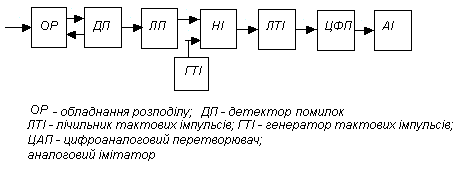 ОР ДП ЛП НІ ЛТІ ЦФП АІ
ГТІ
ОР - обладнання розподілу; ДП - детектор помилок
ЛТІ - лічильник тактових імпульсів; ГТІ - генератор тактових імпульсів;
ЦАП - цифроаналоговий перетворювач;
аналоговий імітатор